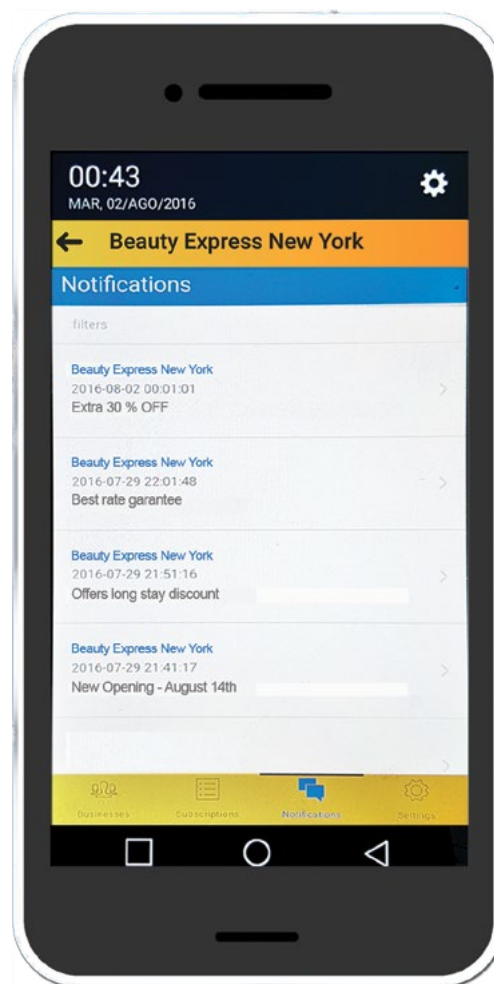 00:43
MAR, 02/AGO/2016
Beauty Express New York
Notifications
filters
Beauty Express New York
2016-08-02 00:01:01
Extra 30 % OFF
Beauty Express New York
2016-07-29 22:01:48
Best rate garantee
Beauty Express New York
2016-07-29 21:51:16
Offers long stay discount
Beauty Express New York
2016-07-29 21:41:17
New Opening - August 14th
Businesses Subscriptions Notifications Settings